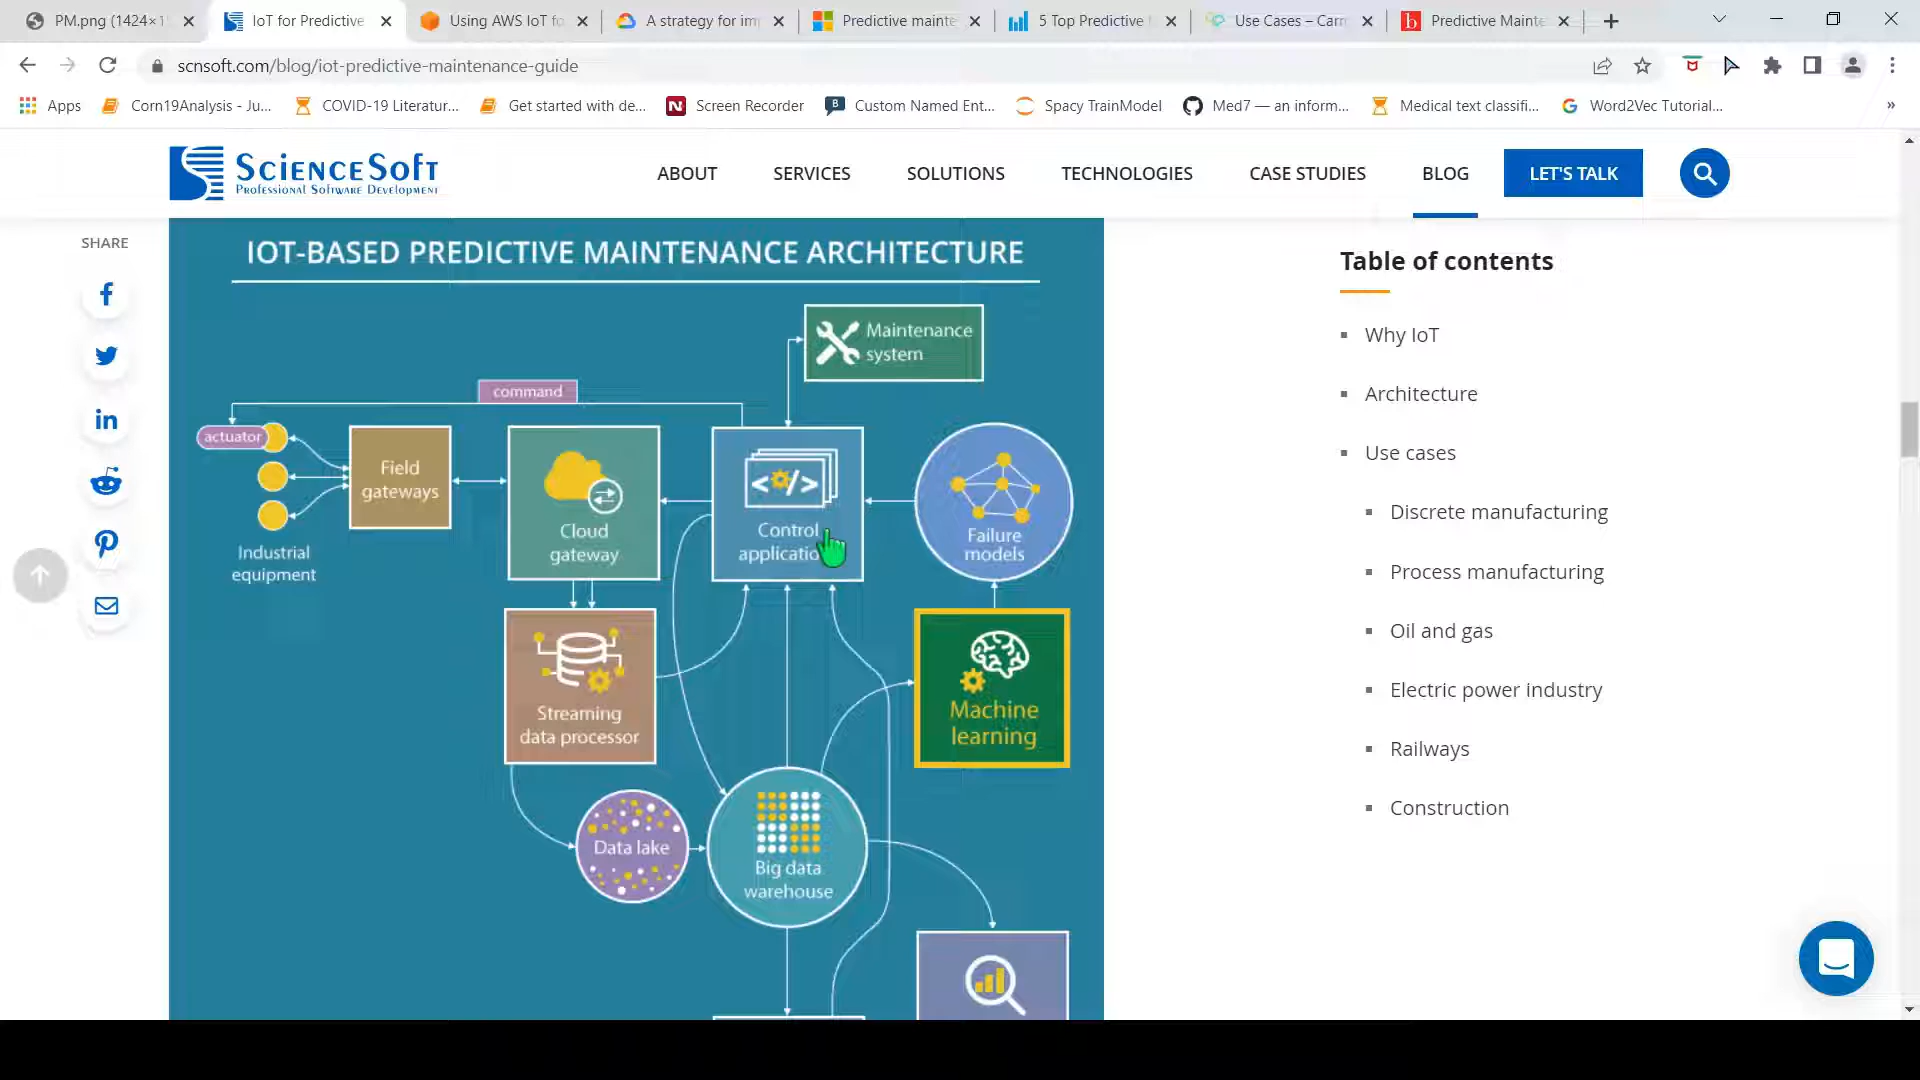 PM.png (1424×1
IoT for Predictive
Using AWS IoT fo
A strategy for im
Predictive mainte
5 Top Predictive
Use Cases – Carn
Predictive Mainte
scnsoft.com/blog/iot-predictive-maintenance-guide
Apps
Corn19Analysis - Ju...
COVID-19 Literatur...
Get started with de...
N Screen Recorder
Custom Named Ent...
Spacy TrainModel
Med7 — an inform...
Medical text classifi...
Word2Vec Tutorial...
»
SCIENCESOFT
PROFESSIONAL SOFTWARE DEVELOPMENT
ABOUT
SERVICES
SOLUTIONS
TECHNOLOGIES
CASE STUDIES
BLOG
LET'S TALK
SHARE
IOT-BASED PREDICTIVE MAINTENANCE ARCHITECTURE
Maintenance
system
command
actuator
Field
gateways
Industrial
equipment
Cloud
gateway
Control
applicatio
Failure
models
Streaming
data processor
Machine
learning
Data lake
Big data
warehouse
Table of contents
Why IoT
Architecture
Use cases
Discrete manufacturing
Process manufacturing
Oil and gas
Electric power industry
Railways
Construction